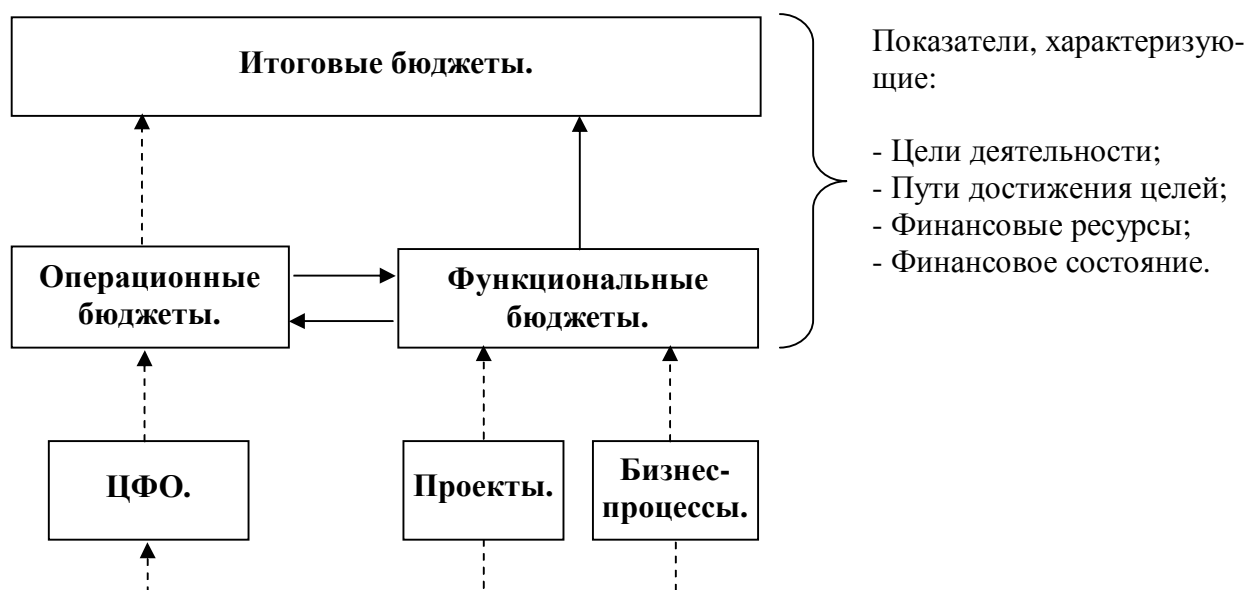 Итоговые бюджеты.
Показатели, характеризую-
щие:
- Цели деятельности;
- Пути достижения целей;
- Финансовые ресурсы;
- Финансовое состояние.
Операционные
бюджеты.
Функциональные
бюджеты.
ЦФО.
Проекты.
Бизнес-
процессы.